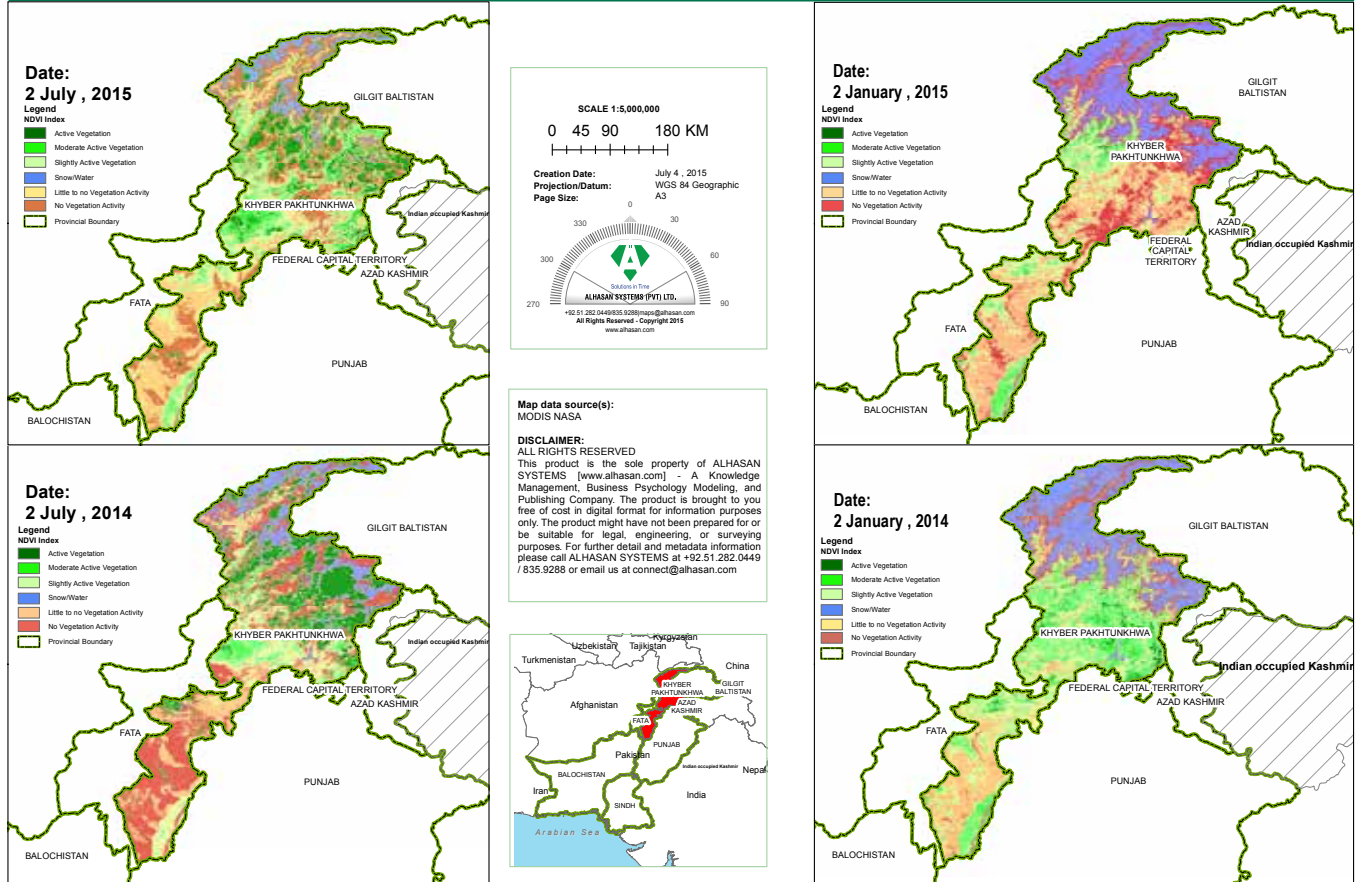 Date:
2 July , 2015
Legend
NDVI Index
Active Vegetation
Moderate Active Vegetation
Slightly Active Vegetation
Snow/Water
Little to no Vegetation Activity
No Vegetation Activity
Provincial Boundary
GILGIT BALTISTAN
KHYBER PAKHTUNKHWA
Indian occupied Kashmir
FEDERAL CAPITAL TERRITORY
AZAD KASHMIR
FATA
PUNJAB
BALOCHISTAN
SCALE 1:5,000,000
0 45 90 180 KM
Creation Date: July 4 , 2015
Projection/Datum: WGS 84 Geographic
Page Size: A3
0
330 30
300 60
270 90
A
Solutions in Time
ALHASAN SYSTEMS (PVT) LTD.
+92.51.282.0449/835.9288|maps@alhasan.com
All Rights Reserved - Copyright 2015
www.alhasan.com
Date:
2 January , 2015
Legend
NDVI Index
Active Vegetation
Moderate Active Vegetation
Slightly Active Vegetation
Snow/Water
Little to no Vegetation Activity
No Vegetation Activity
Provincial Boundary
GILGIT
BALTISTAN
KHYBER
PAKHTUNKHWA
AZAD
KASHMIR
Indian occupied Kashmir
FEDERAL
CAPITAL
TERRITORY
FATA
PUNJAB
BALOCHISTAN
Date:
2 July , 2014
Legend
NDVI Index
Active Vegetation
Moderate Active Vegetation
Slightly Active Vegetation
Snow/Water
Little to no Vegetation Activity
No Vegetation Activity
Provincial Boundary
GILGIT BALTISTAN
KHYBER PAKHTUNKHWA
Indian occupied Kashmir
FEDERAL CAPITAL TERRITORY
AZAD KASHMIR
FATA
PUNJAB
BALOCHISTAN
Map data source(s):
MODIS NASA
DISCLAIMER:
ALL RIGHTS RESERVED
This product is the sole property of ALHASAN
SYSTEMS [www.alhasan.com] - A Knowledge
Management, Business Psychology Modeling, and
Publishing Company. The product is brought to you
free of cost in digital format for information purposes
only. The product might have not been prepared for or
be suitable for legal, engineering, or surveying
purposes. For further detail and metadata information
please call ALHASAN SYSTEMS at +92.51.282.0449
/ 835.9288 or email us at connect@alhasan.com
Kyrgyzstan
Uzbekistan
Tajikistan
Turkmenistan
China
KHYBER
PAKHTUNKHWA
GILGIT
BALTISTAN
Afghanistan
AZAD
KASHMIR
FATA
PUNJAB
Pakistan
Indian occupied Kashmir
Nepal
BALOCHISTAN
Iran
India
SINDH
Arabian Sea
Date:
2 January , 2014
Legend
NDVI Index
Active Vegetation
Moderate Active Vegetation
Slightly Active Vegetation
Snow/Water
Little to no Vegetation Activity
No Vegetation Activity
Provincial Boundary
GILGIT BALTISTAN
KHYBER PAKHTUNKHWA
Indian occupied Kashmir
FEDERAL CAPITAL TERRITORY
AZAD KASHMIR
FATA
PUNJAB
BALOCHISTAN